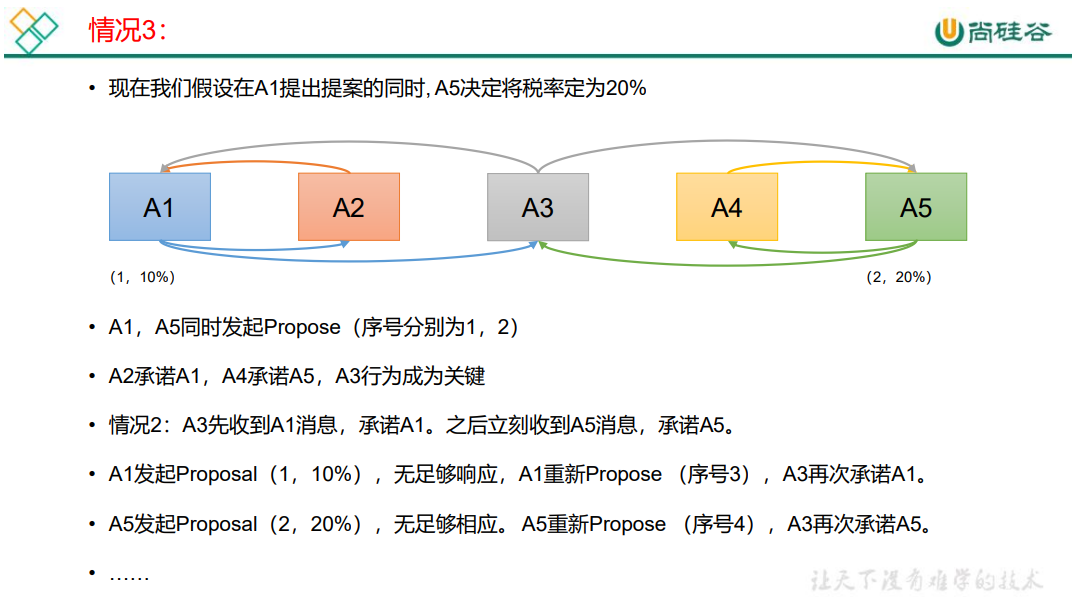 情况3：
尚硅谷
现在我们假设在A1提出提案的同时, A5决定将税率定为20%
A1 A2 A3 A4 A5
（1，10%） （2，20%）
A1，A5同时发起Propose（序号分别为1，2）
A2承诺A1，A4承诺A5，A3行为成为关键
情况2：A3先收到A1消息，承诺A1。之后立刻收到A5消息，承诺A5。
A1发起Proposal（1，10%），无足够响应，A1重新Propose （序号3），A3再次承诺A1。
A5发起Proposal（2，20%），无足够相应。 A5重新Propose （序号4），A3再次承诺A5。
……
让天下没有难学的技术